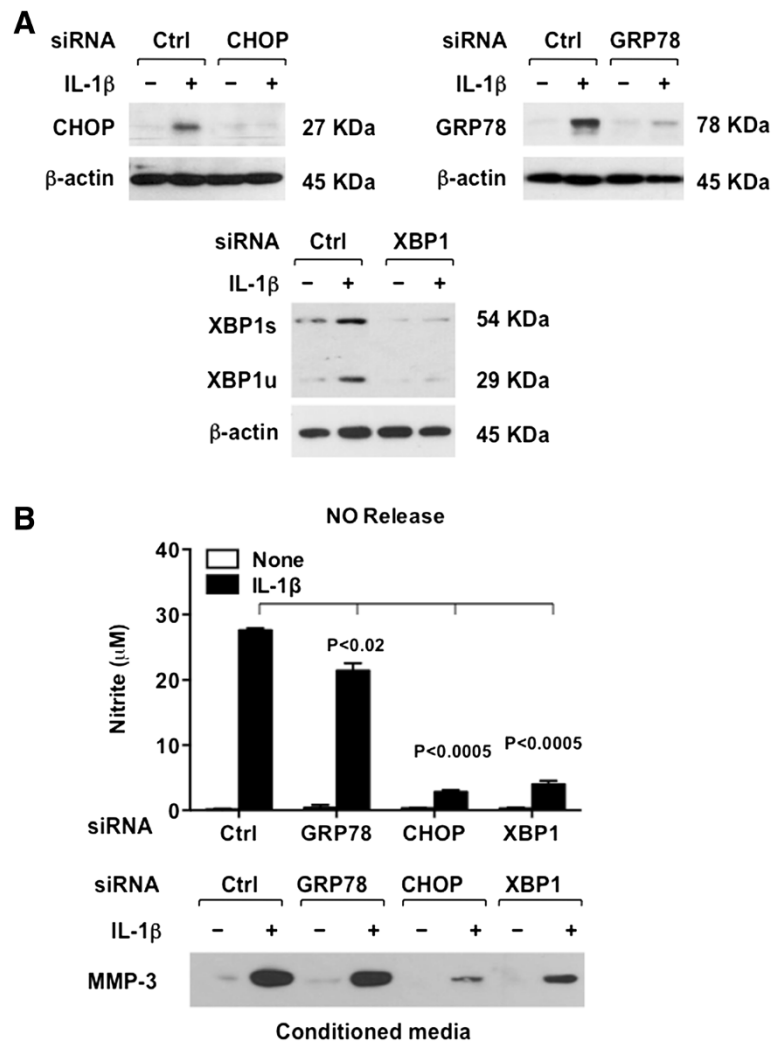 A
siRNA Ctrl CHOP
IL-1β − + − +
CHOP 27 KDa
β-actin 45 KDa
siRNA Ctrl GRP78
IL-1β − + − +
GRP78 78 KDa
β-actin 45 KDa
siRNA Ctrl XBP1
IL-1β − + − +
XBP1s 54 KDa
XBP1u 29 KDa
β-actin 45 KDa
B
NO Release
None
IL-1β
Nitrite (μM)
40
30
20
10
0
P<0.02
P<0.0005
P<0.0005
siRNA Ctrl GRP78 CHOP XBP1
siRNA Ctrl GRP78 CHOP XBP1
IL-1β − + − + − + − +
MMP-3
Conditioned media